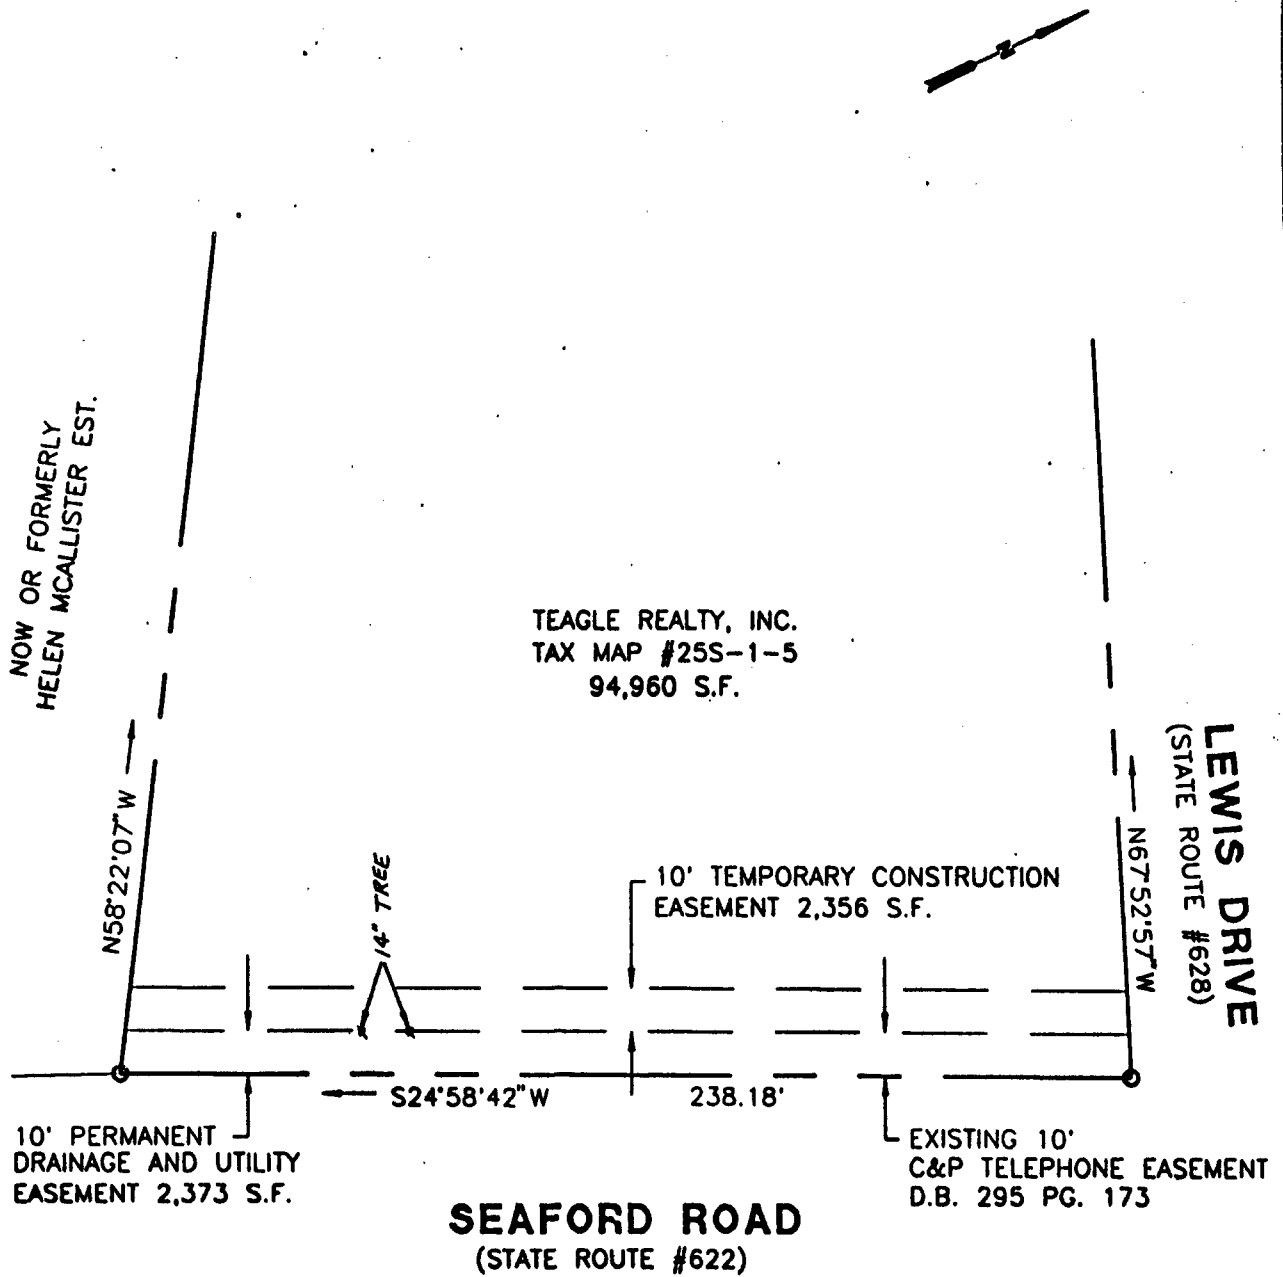 N
NOW OR FORMERLY
HELEN MCALLISTER EST.
TEAGLE REALTY, INC.
TAX MAP #25S-1-5
94,960 S.F.
N58°22'07"W
14" TREE
10' TEMPORARY CONSTRUCTION
EASEMENT 2,356 S.F.
N67°52'57"W
LEWIS DRIVE
(STATE ROUTE #628)
S24°58'42"W
238.18'
10' PERMANENT
DRAINAGE AND UTILITY
EASEMENT 2,373 S.F.
EXISTING 10'
C&P TELEPHONE EASEMENT
D.B. 295 PG. 173
SEAFORD ROAD
(STATE ROUTE #622)